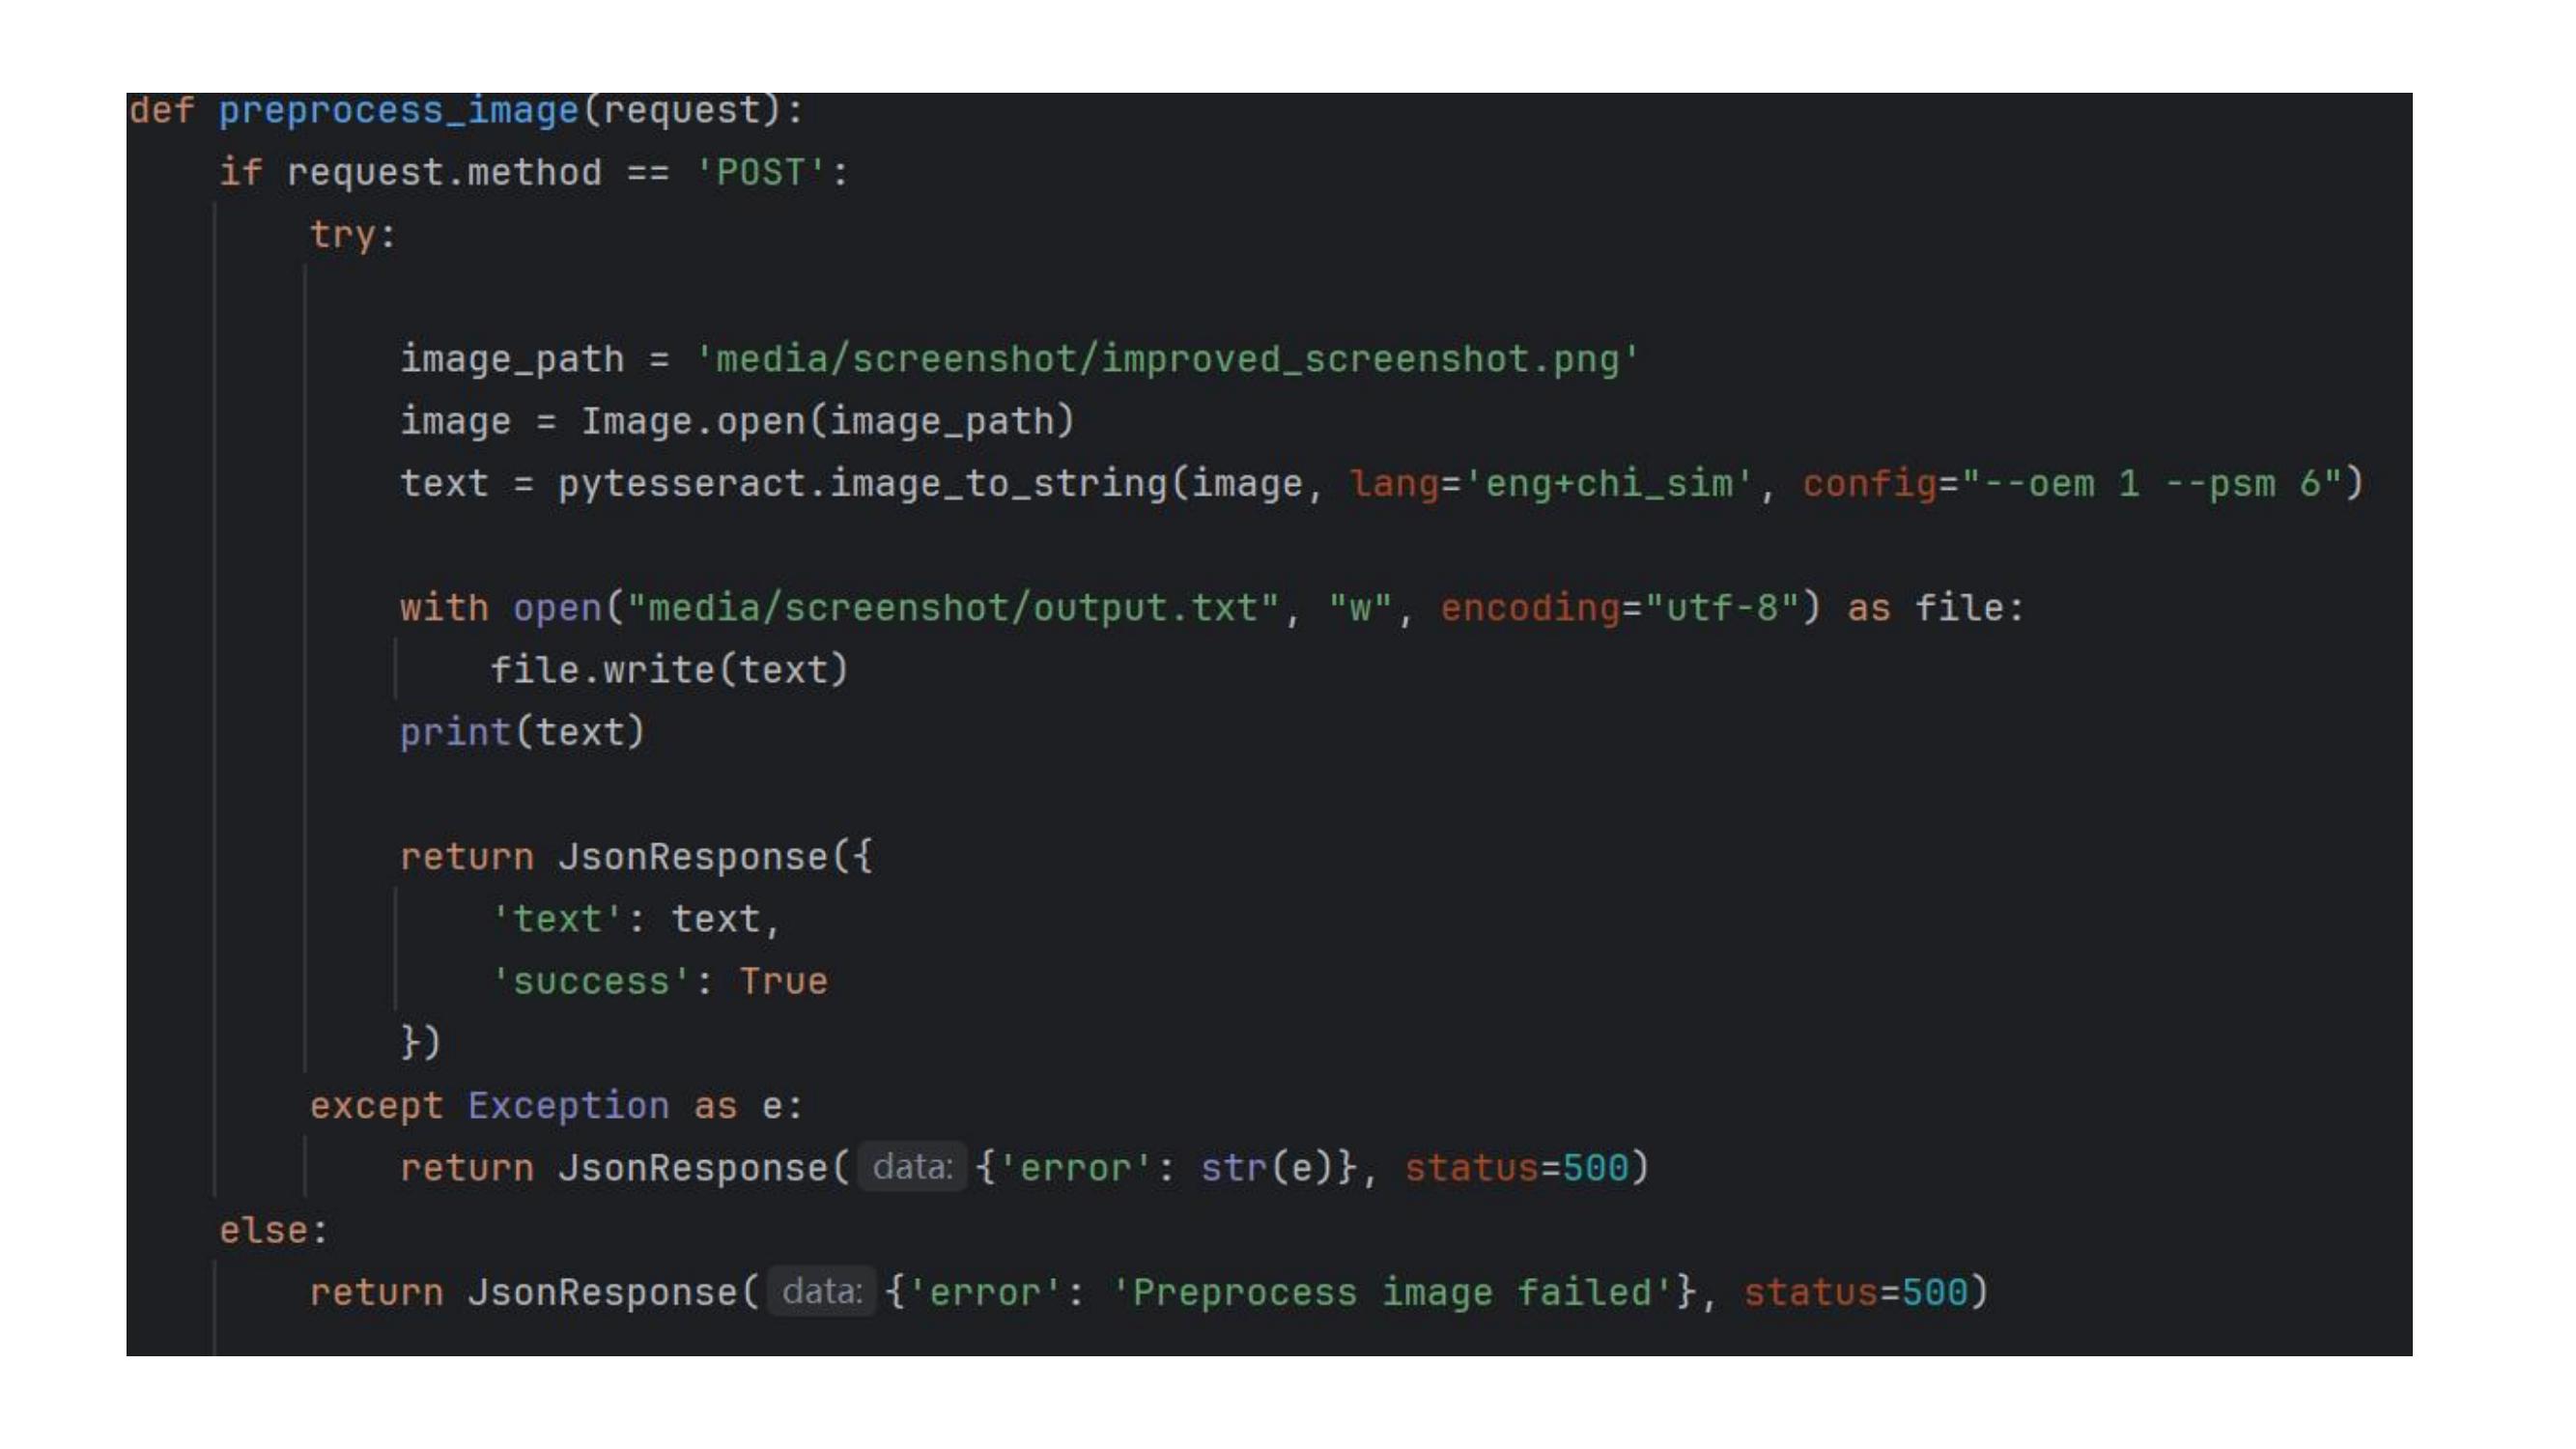 def preprocess_image(request):
    if request.method == 'POST':
        try:
            image_path = 'media/screenshot/improved_screenshot.png'
            image = Image.open(image_path)
            text = pytesseract.image_to_string(image, lang='eng+chi_sim', config="--oem 1 --psm 6")
            with open("media/screenshot/output.txt", "w", encoding="utf-8") as file:
                file.write(text)
            print(text)
            return JsonResponse({
                'text': text,
                'success': True
            })
        except Exception as e:
            return JsonResponse( data: {'error': str(e)}, status=500)
    else:
        return JsonResponse( data: {'error': 'Preprocess image failed'}, status=500)